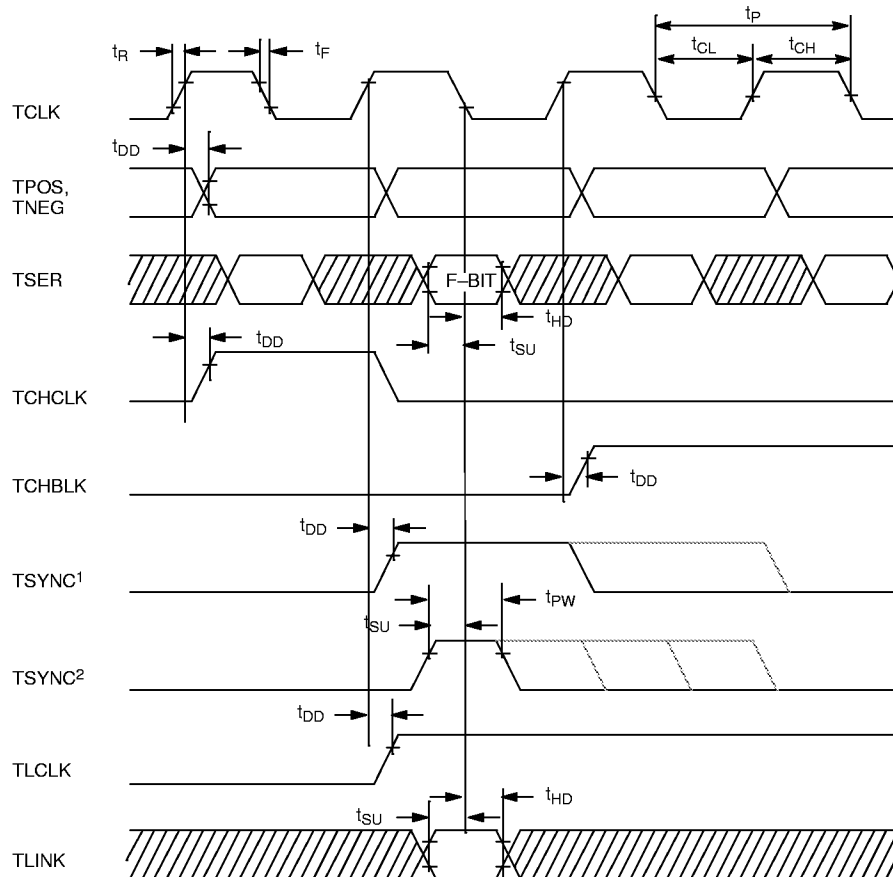 tR
tF
tP
tCL
tCH
TCLK
tDD
TPOS,
TNEG
TSER
F–BIT
tHD
tSU
tDD
TCHCLK
TCHBLK
tDD
tDD
TSYNC1
tPW
tSU
TSYNC2
tDD
TLCLK
tHD
tSU
TLINK